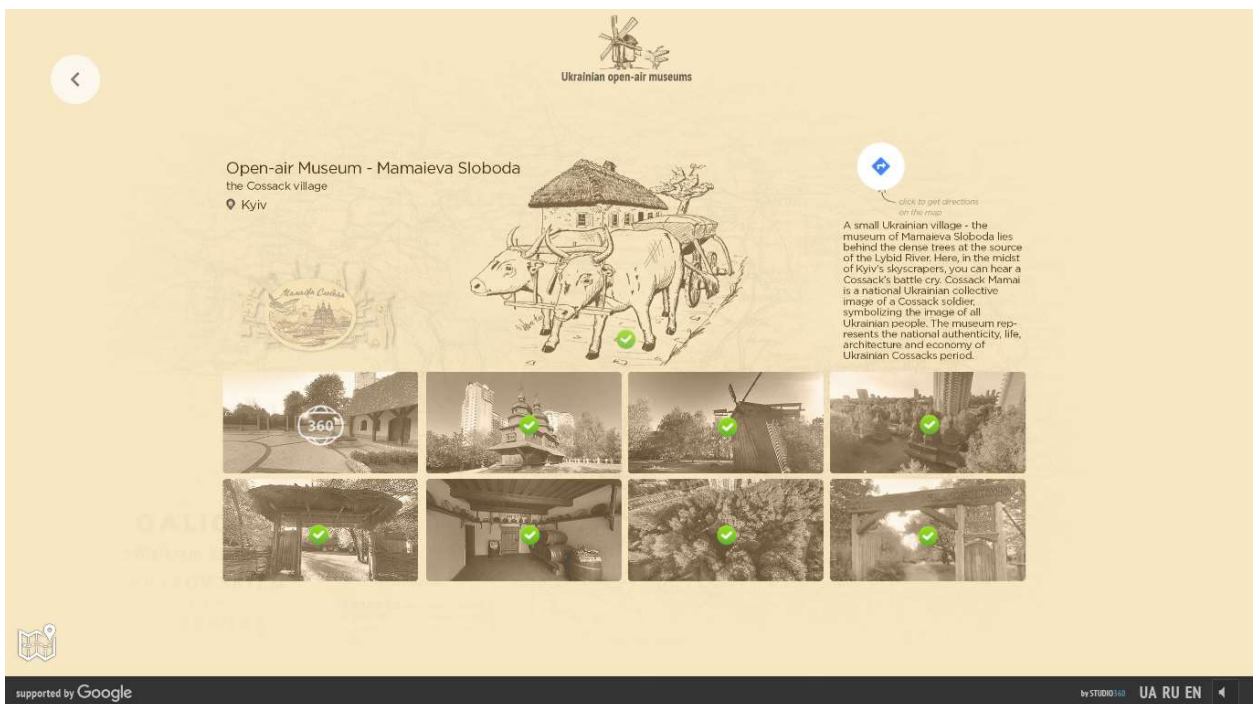 Ukrainian open-air museums
Open-air Museum - Mamaieva Sloboda
the Cossack village
Kyiv
click to get directions
on the map
A small Ukrainian village - the
museum of Mamaieva Sloboda lies
behind the dense trees at the source
of the Lybid River. Here, in the midst
of Kyiv's skyscrapers, you can hear a
Cossack's battle cry. Cossack Mamai
is a national Ukrainian collective
image of a Cossack soldier,
symbolizing the image of all
Ukrainian people. The museum rep-
resents the national authenticity, life,
architecture and economy of
Ukrainian Cossacks period.
360°
supported by Google
by STUDIO360 UA RU EN